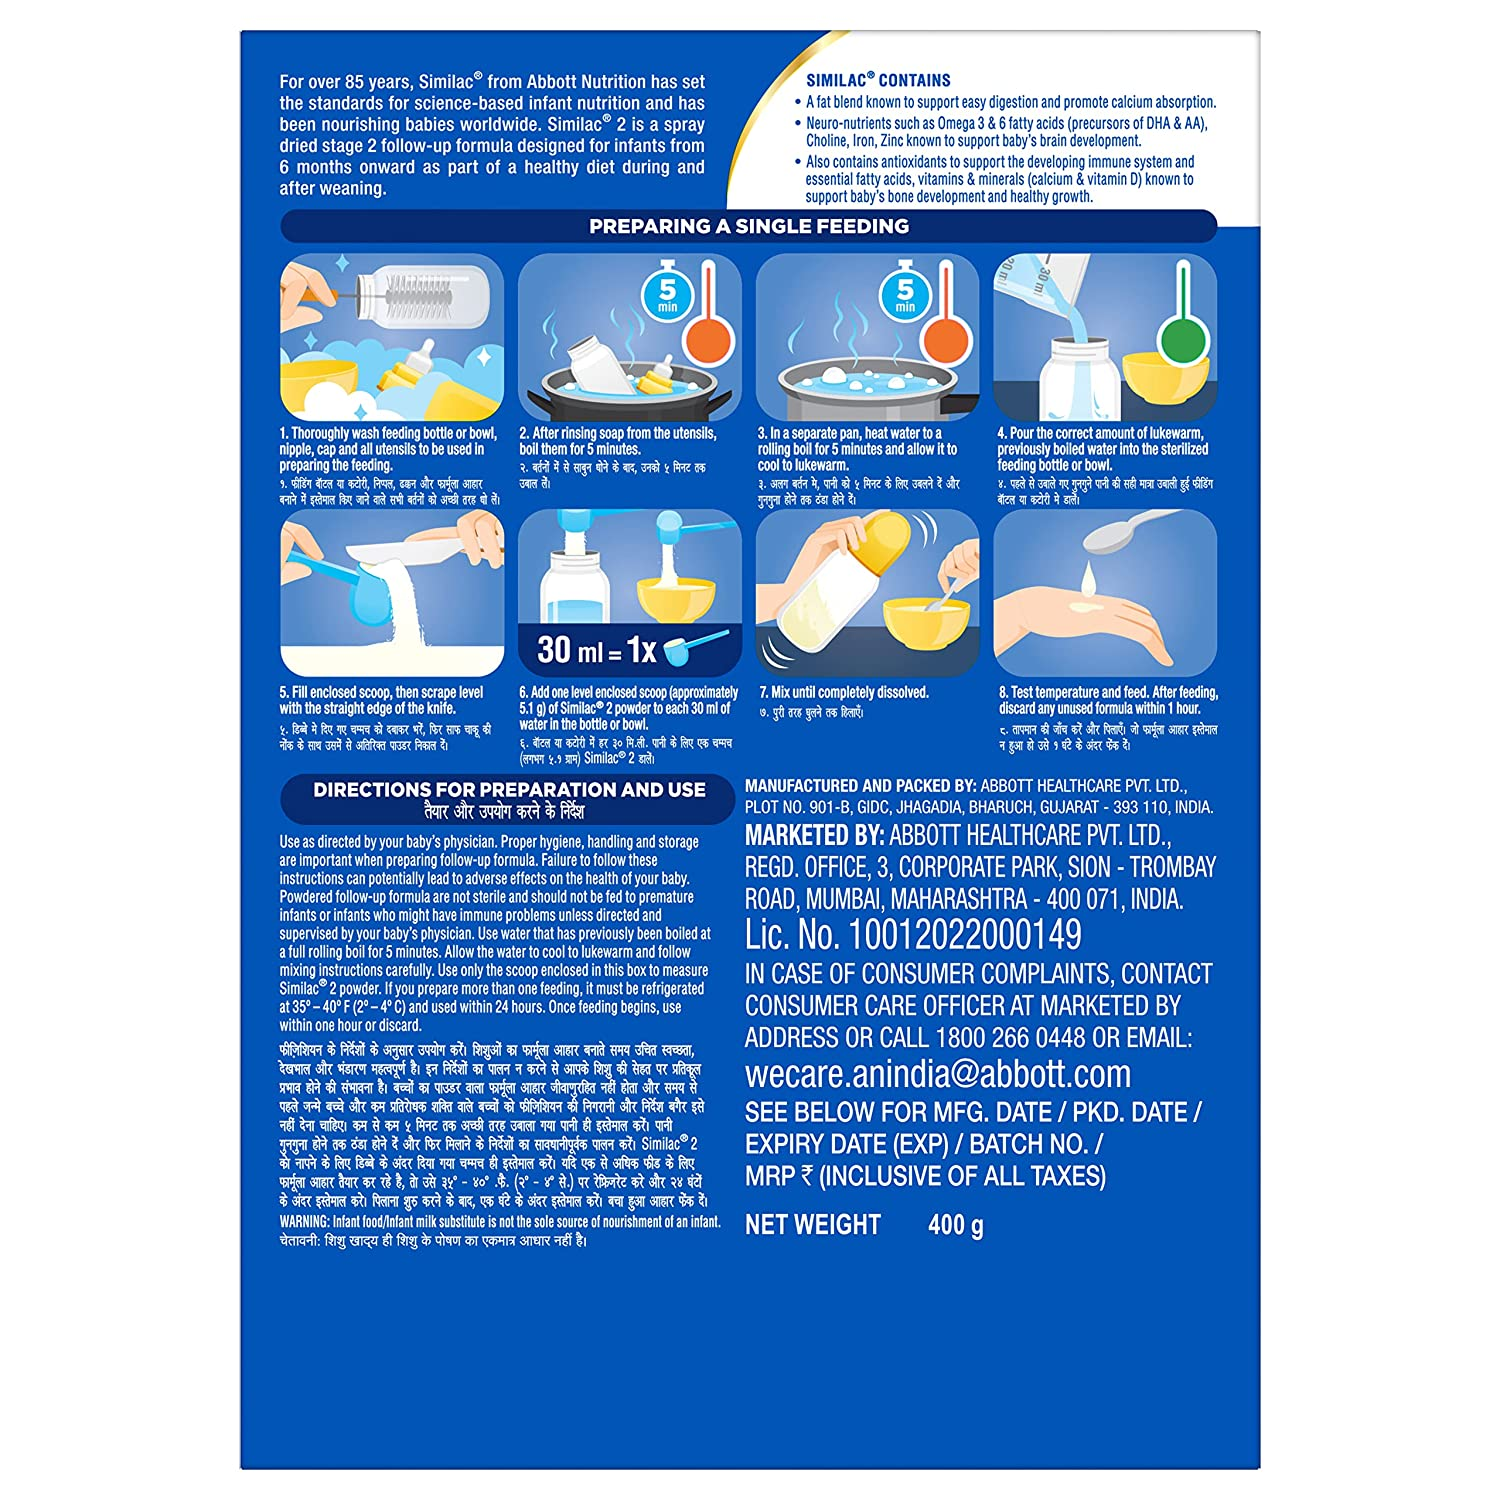 For over 85 years, Similac® from Abbott Nutrition has set
the standards for science-based infant nutrition and has
been nourishing babies worldwide. Similac® 2 is a spray
dried stage 2 follow-up formula designed for infants from
6 months onward as part of a healthy diet during and
after weaning.
SIMILAC® CONTAINS
• A fat blend known to support easy digestion and promote calcium absorption.
• Neuro-nutrients such as Omega 3 & 6 fatty acids (precursors of DHA & AA),
Choline, Iron, Zinc known to support baby's brain development.
• Also contains antioxidants to support the developing immune system and
essential fatty acids, vitamins & minerals (calcium & vitamin D) known to
support baby's bone development and healthy growth.
PREPARING A SINGLE FEEDING
5
min
5
min
20 ml
30 ml
1. Thoroughly wash feeding bottle or bowl,
nipple, cap and all utensils to be used in
preparing the feeding.
१. फीडिंग बॉटल या कटोरी, निप्पल, ढक्कन और फार्मूला आहार
बनाने में इस्तेमाल किए जाने वाले सभी बर्तनों को अच्छी तरह धो लें।
2. After rinsing soap from the utensils,
boil them for 5 minutes.
२. बर्तनों में से साबुन धोने के बाद, उनको ५ मिनट तक
उबाल लें।
3. In a separate pan, heat water to a
rolling boil for 5 minutes and allow it to
cool to lukewarm.
३. अलग बर्तन मे, पानी को ५ मिनट के लिए उबलने दें और
गुनगुना होने तक ठंडा होने दें।
4. Pour the correct amount of lukewarm,
previously boiled water into the sterilized
feeding bottle or bowl.
४. पहले से उबाले गए गुनगुने पानी की सही मात्रा उबाली हुई फीडिंग
बॉटल या कटोरी मे डालें।
30 ml = 1x
5. Fill enclosed scoop, then scrape level
with the straight edge of the knife.
५. डिब्बे में दिए गए चम्मच को दबाकर भरें, फिर साफ चाकू की
नोंक के साथ उसमें से अतिरिक्त पाउडर निकाल दें।
6. Add one level enclosed scoop (approximately
5.1 g) of Similac® 2 powder to each 30 ml of
water in the bottle or bowl.
६. बॉटल या कटोरी में हर ३० मि.ली. पानी के लिए एक चम्मच
(लगभग ५.१ ग्राम) Similac® 2 डालें।
7. Mix until completely dissolved.
७. पुरी तरह घुलने तक हिलाएँ।
8. Test temperature and feed. After feeding,
discard any unused formula within 1 hour.
८. तापमान की जाँच करें और पिलाएँ। जो फार्मूला आहार इस्तेमाल
न हुआ हो उसे १ घंटे के अंदर फेंक दें।
DIRECTIONS FOR PREPARATION AND USE
तैयार और उपयोग करने के निर्देश
Use as directed by your baby's physician. Proper hygiene, handling and storage
are important when preparing follow-up formula. Failure to follow these
instructions can potentially lead to adverse effects on the health of your baby.
Powdered follow-up formula are not sterile and should not be fed to premature
infants or infants who might have immune problems unless directed and
supervised by your baby's physician. Use water that has previously been boiled at
a full rolling boil for 5 minutes. Allow the water to cool to lukewarm and follow
mixing instructions carefully. Use only the scoop enclosed in this box to measure
Similac® 2 powder. If you prepare more than one feeding, it must be refrigerated
at 35° – 40° F (2° – 4° C) and used within 24 hours. Once feeding begins, use
within one hour or discard.
फीज़िशियन के निर्देशों के अनुसार उपयोग करें। शिशुओं का फार्मूला आहार बनाते समय उचित स्वच्छता,
देखभाल और भंडारण महत्वपूर्ण है। इन निर्देशों का पालन न करने से आपके शिशु की सेहत पर प्रतिकूल
प्रभाव होने की संभावना है। बच्चों का पाउडर वाला फार्मूला आहार जीवाणुरहित नहीं होता और समय से
पहले जन्मे बच्चे और कम प्रतिरोधक शक्ति वाले बच्चों को फीज़िशियन की निगरानी और निर्देश बगैर इसे
नहीं देना चाहिए। कम से कम ५ मिनट तक अच्छी तरह उबाला गया पानी ही इस्तेमाल करें। पानी
गुनगुना होने तक ठंडा होने दें और फिर मिलाने के निर्देशों का सावधानीपूर्वक पालन करें। Similac® 2
को नापने के लिए डिब्बे के अंदर दिया गया चम्मच ही इस्तेमाल करें। यदि एक से अधिक फीड के लिए
फार्मूला आहार तैयार कर रहे है, तो उसे ३५° - ४०° .फै. (२° - ४° से.) पर रेफ्रिजरेट करे और २४ घंटों
के अंदर इस्तेमाल करे। पिलाना शुरु करने के बाद, एक घंटे के अंदर इस्तेमाल करें। बचा हुआ आहार फेंक दें।
WARNING: Infant food/Infant milk substitute is not the sole source of nourishment of an infant.
चेतावनी: शिशु खाद्य ही शिशु के पोषण का एकमात्र आधार नहीं है।
MANUFACTURED AND PACKED BY: ABBOTT HEALTHCARE PVT. LTD.,
PLOT NO. 901-B, GIDC, JHAGADIA, BHARUCH, GUJARAT - 393 110, INDIA.
MARKETED BY: ABBOTT HEALTHCARE PVT. LTD.,
REGD. OFFICE, 3, CORPORATE PARK, SION - TROMBAY
ROAD, MUMBAI, MAHARASHTRA - 400 071, INDIA.
Lic. No. 10012022000149
IN CASE OF CONSUMER COMPLAINTS, CONTACT
CONSUMER CARE OFFICER AT MARKETED BY
ADDRESS OR CALL 1800 266 0448 OR EMAIL:
wecare.anindia@abbott.com
SEE BELOW FOR MFG. DATE / PKD. DATE /
EXPIRY DATE (EXP) / BATCH NO. /
MRP ₹ (INCLUSIVE OF ALL TAXES)
NET WEIGHT 400 g